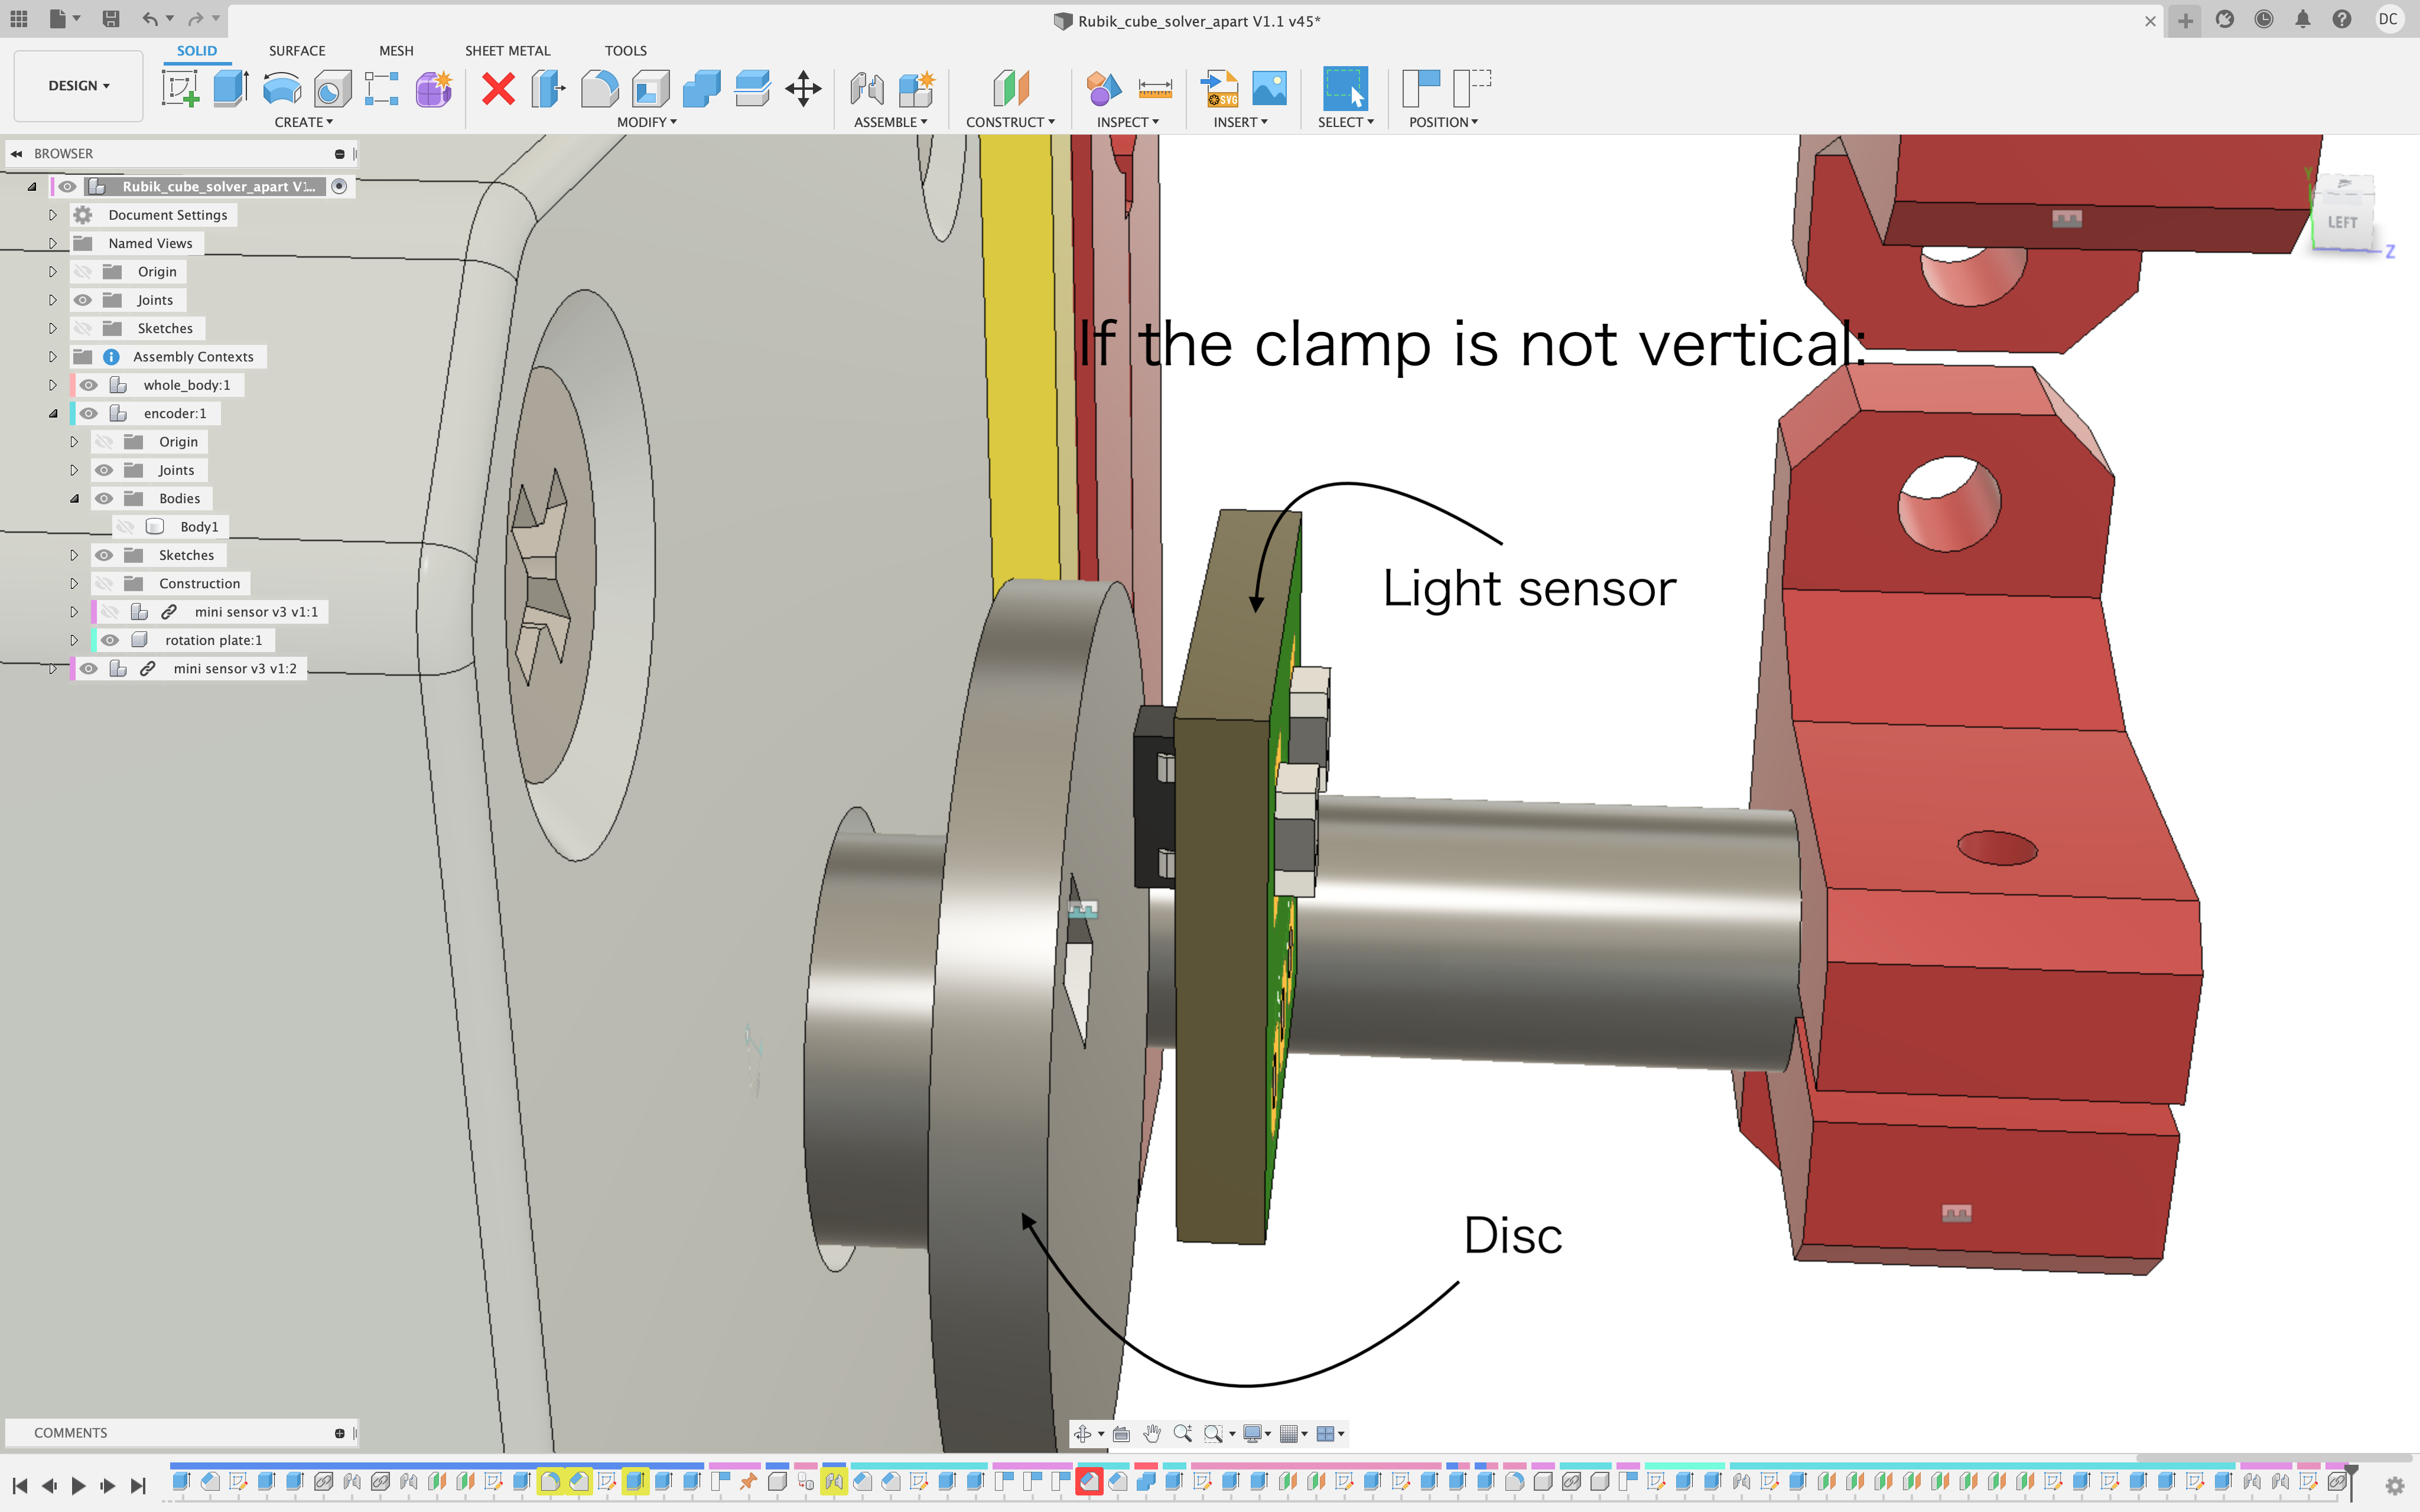 Rubik_cube_solver_apart V1.1 v45*
DC
DESIGN
SOLID
SURFACE
MESH
SHEET METAL
TOOLS
SVG
CREATE
MODIFY
ASSEMBLE
CONSTRUCT
INSPECT
INSERT
SELECT
POSITION
BROWSER
Rubik_cube_solver_apart V1...
Document Settings
Named Views
Origin
Joints
Sketches
Assembly Contexts
whole_body:1
encoder:1
Origin
Joints
Bodies
Body1
Sketches
Construction
mini sensor v3 v1:1
rotation plate:1
mini sensor v3 v1:2
Y
LEFT
Z
If the clamp is not vertical:
Light sensor
Disc
COMMENTS